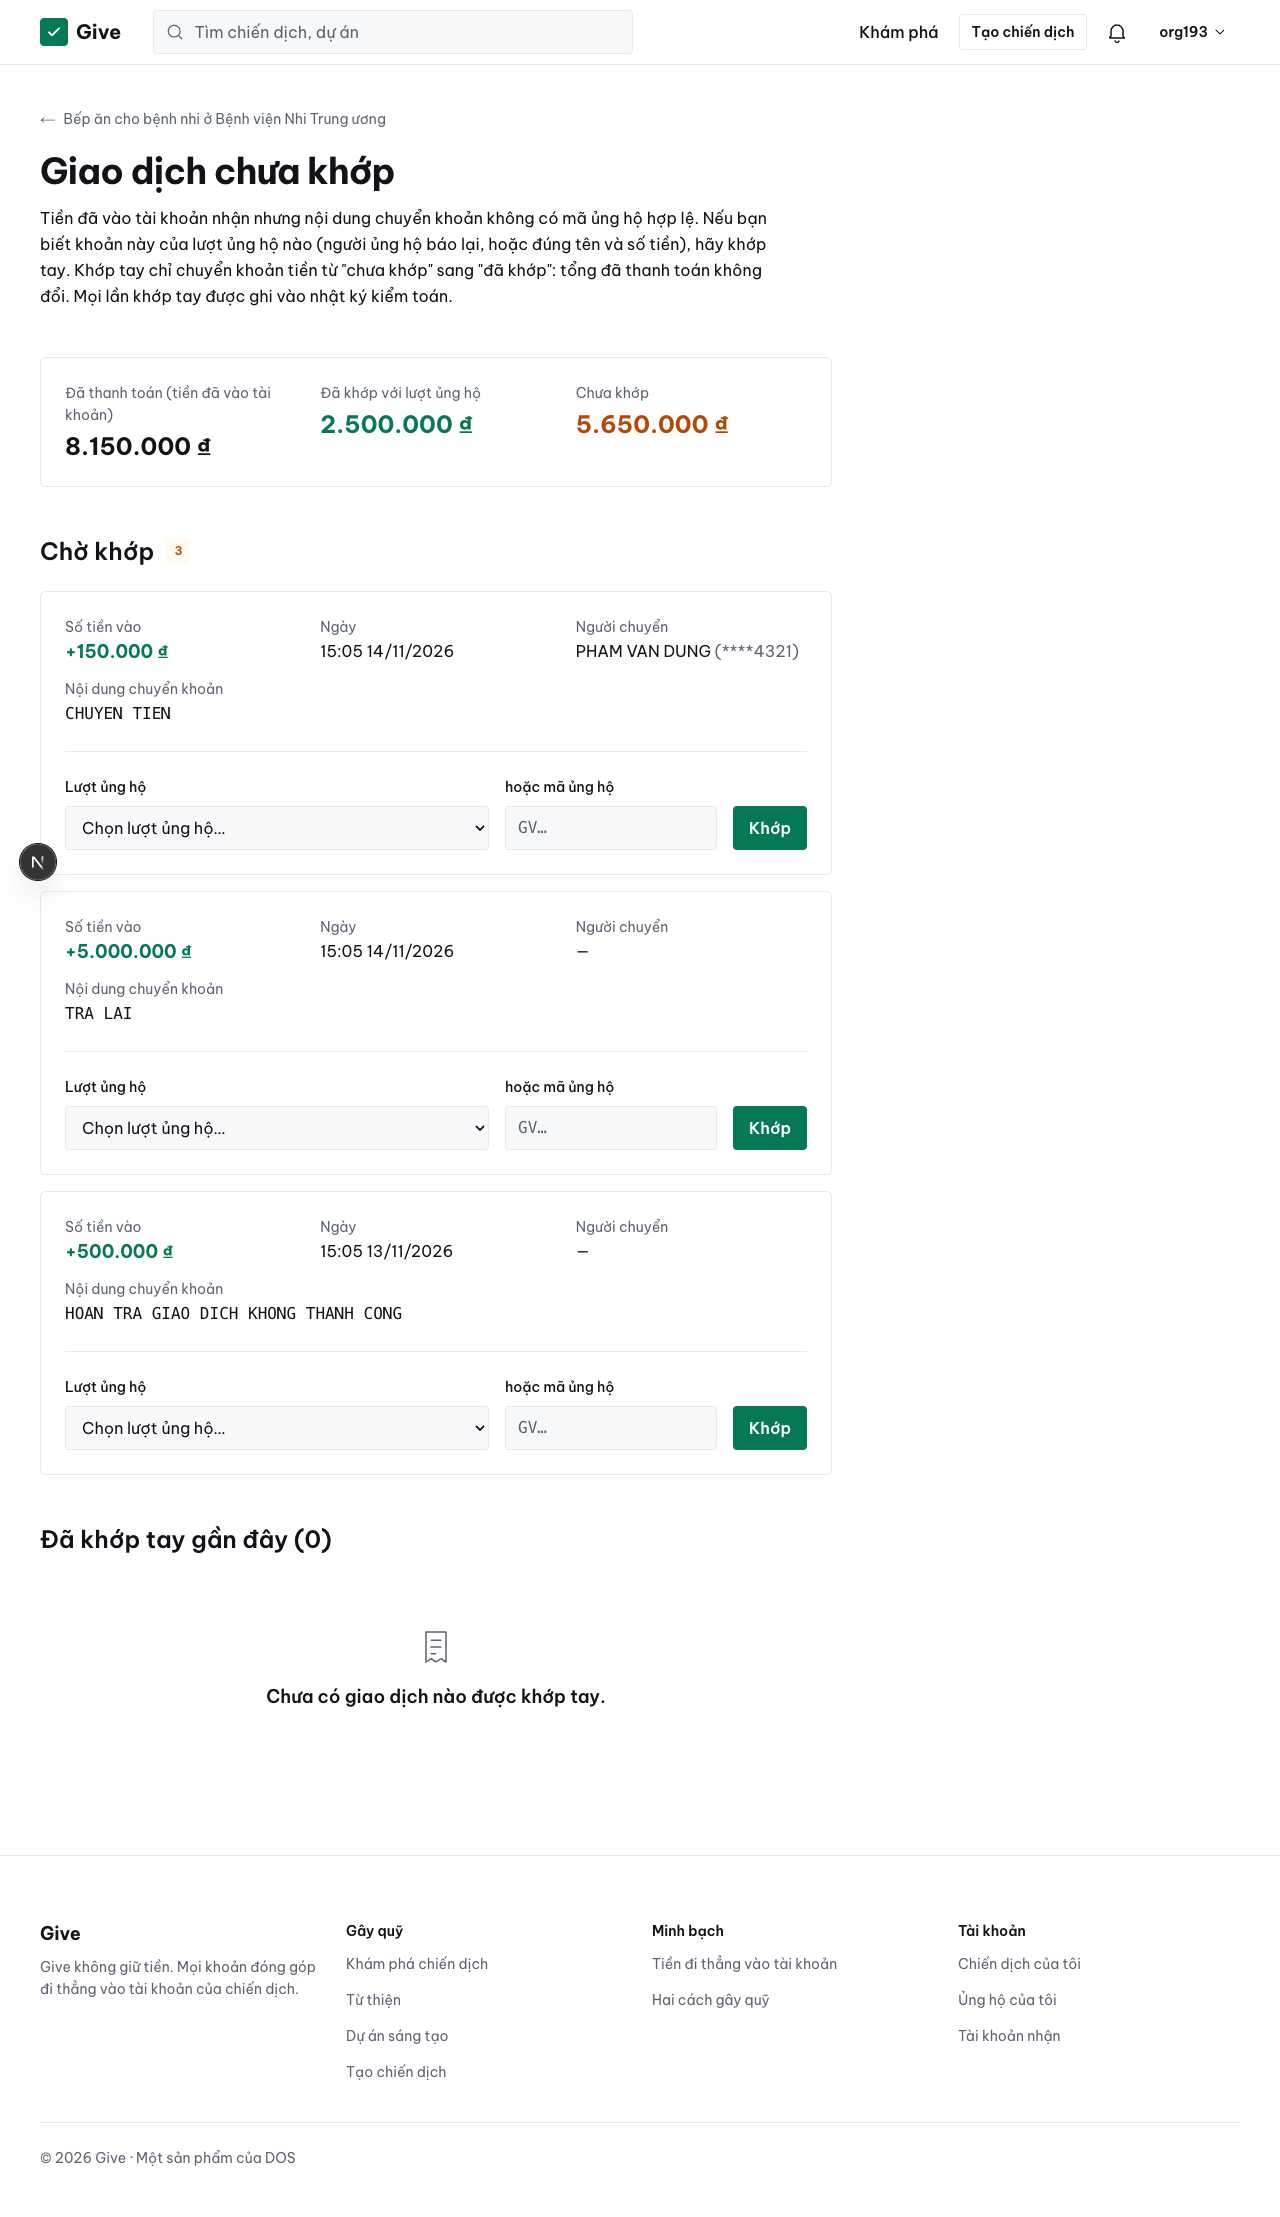 Give
Tìm chiến dịch, dự án
Khám phá
Tạo chiến dịch
org193
← Bếp ăn cho bệnh nhi ở Bệnh viện Nhi Trung ương
Giao dịch chưa khớp
Tiền đã vào tài khoản nhận nhưng nội dung chuyển khoản không có mã ủng hộ hợp lệ. Nếu bạn
biết khoản này của lượt ủng hộ nào (người ủng hộ báo lại, hoặc đúng tên và số tiền), hãy khớp
tay. Khớp tay chỉ chuyển khoản tiền từ "chưa khớp" sang "đã khớp": tổng đã thanh toán không
đổi. Mọi lần khớp tay được ghi vào nhật ký kiểm toán.
Đã thanh toán (tiền đã vào tài
khoản)
8.150.000 ₫
Đã khớp với lượt ủng hộ
2.500.000 ₫
Chưa khớp
5.650.000 ₫
Chờ khớp 3
Số tiền vào
+150.000 ₫
Ngày
15:05 14/11/2026
Người chuyển
PHAM VAN DUNG (****4321)
Nội dung chuyển khoản
CHUYEN TIEN
Lượt ủng hộ
Chọn lượt ủng hộ...
hoặc mã ủng hộ
GV…
Khớp
N
Số tiền vào
+5.000.000 ₫
Ngày
15:05 14/11/2026
Người chuyển
—
Nội dung chuyển khoản
TRA LAI
Lượt ủng hộ
Chọn lượt ủng hộ...
hoặc mã ủng hộ
GV…
Khớp
Số tiền vào
+500.000 ₫
Ngày
15:05 13/11/2026
Người chuyển
—
Nội dung chuyển khoản
HOAN TRA GIAO DICH KHONG THANH CONG
Lượt ủng hộ
Chọn lượt ủng hộ...
hoặc mã ủng hộ
GV…
Khớp
Đã khớp tay gần đây (0)
Chưa có giao dịch nào được khớp tay.
Give
Give không giữ tiền. Mọi khoản đóng góp
đi thẳng vào tài khoản của chiến dịch.
Gây quỹ
Khám phá chiến dịch
Từ thiện
Dự án sáng tạo
Tạo chiến dịch
Minh bạch
Tiền đi thẳng vào tài khoản
Hai cách gây quỹ
Tài khoản
Chiến dịch của tôi
Ủng hộ của tôi
Tài khoản nhận
© 2026 Give · Một sản phẩm của DOS